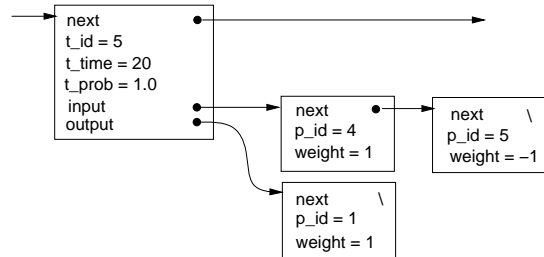 next
t_id = 5
t_time = 20
t_prob = 1.0
input
output
next
p_id = 4
weight = 1
next \
p_id = 5
weight = −1
next \
p_id = 1
weight = 1